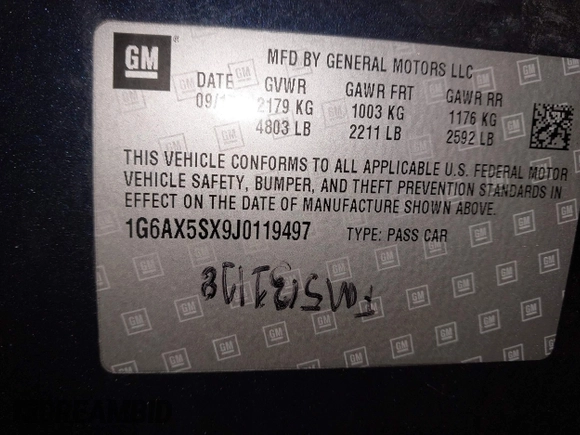 GM
MFD BY GENERAL MOTORS LLC
DATE GVWR GAWR FRT GAWR RR
09/ 2179 KG 1003 KG 1176 KG
4803 LB 2211 LB 2592 LB
THIS VEHICLE CONFORMS TO ALL APPLICABLE U.S. FEDERAL MOTOR
VEHICLE SAFETY, BUMPER, AND THEFT PREVENTION STANDARDS IN
EFFECT ON THE DATE OF MANUFACTURE SHOWN ABOVE.
1G6AX5SX9J0119497 TYPE: PASS CAR